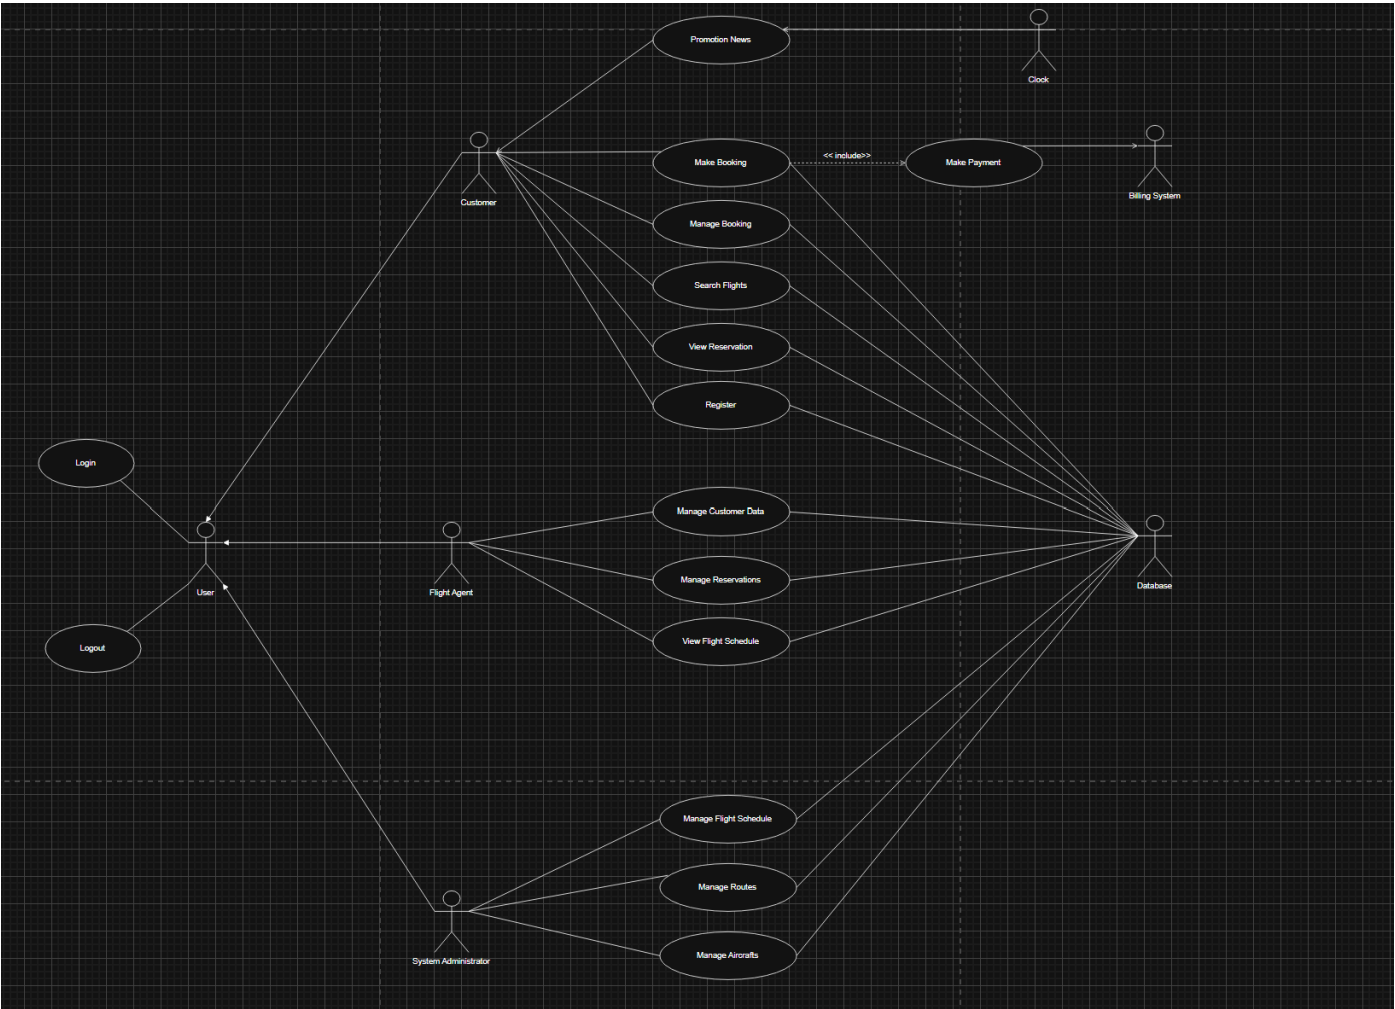 Promotion News
Clock
Customer
Make Booking
<< include>>
Make Payment
Billing System
Manage Booking
Search Flights
View Reservation
Register
Login
User
Logout
Flight Agent
Manage Customer Data
Manage Reservations
View Flight Schedule
Database
Manage Flight Schedule
Manage Routes
Manage Aircrafts
System Administrator